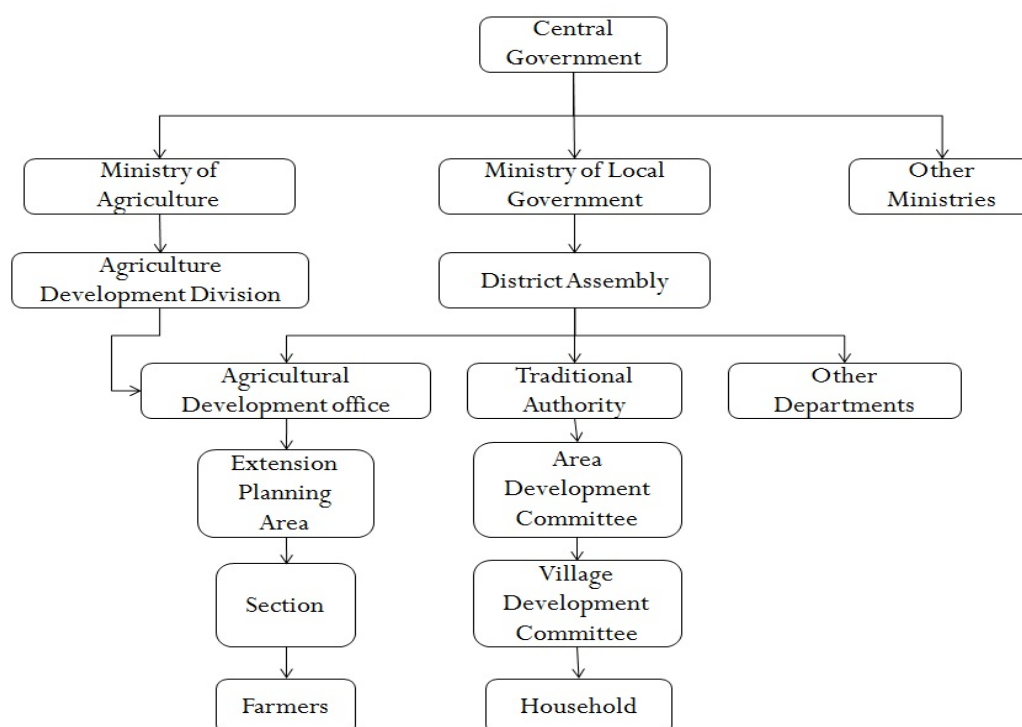 Central
Government
Ministry of
Agriculture
Ministry of Local
Government
Other
Ministries
Agriculture
Development Division
District Assembly
Agricultural
Development office
Traditional
Authority
Other
Departments
Extension
Planning
Area
Area
Development
Committee
Section
Village
Development
Committee
Farmers
Household